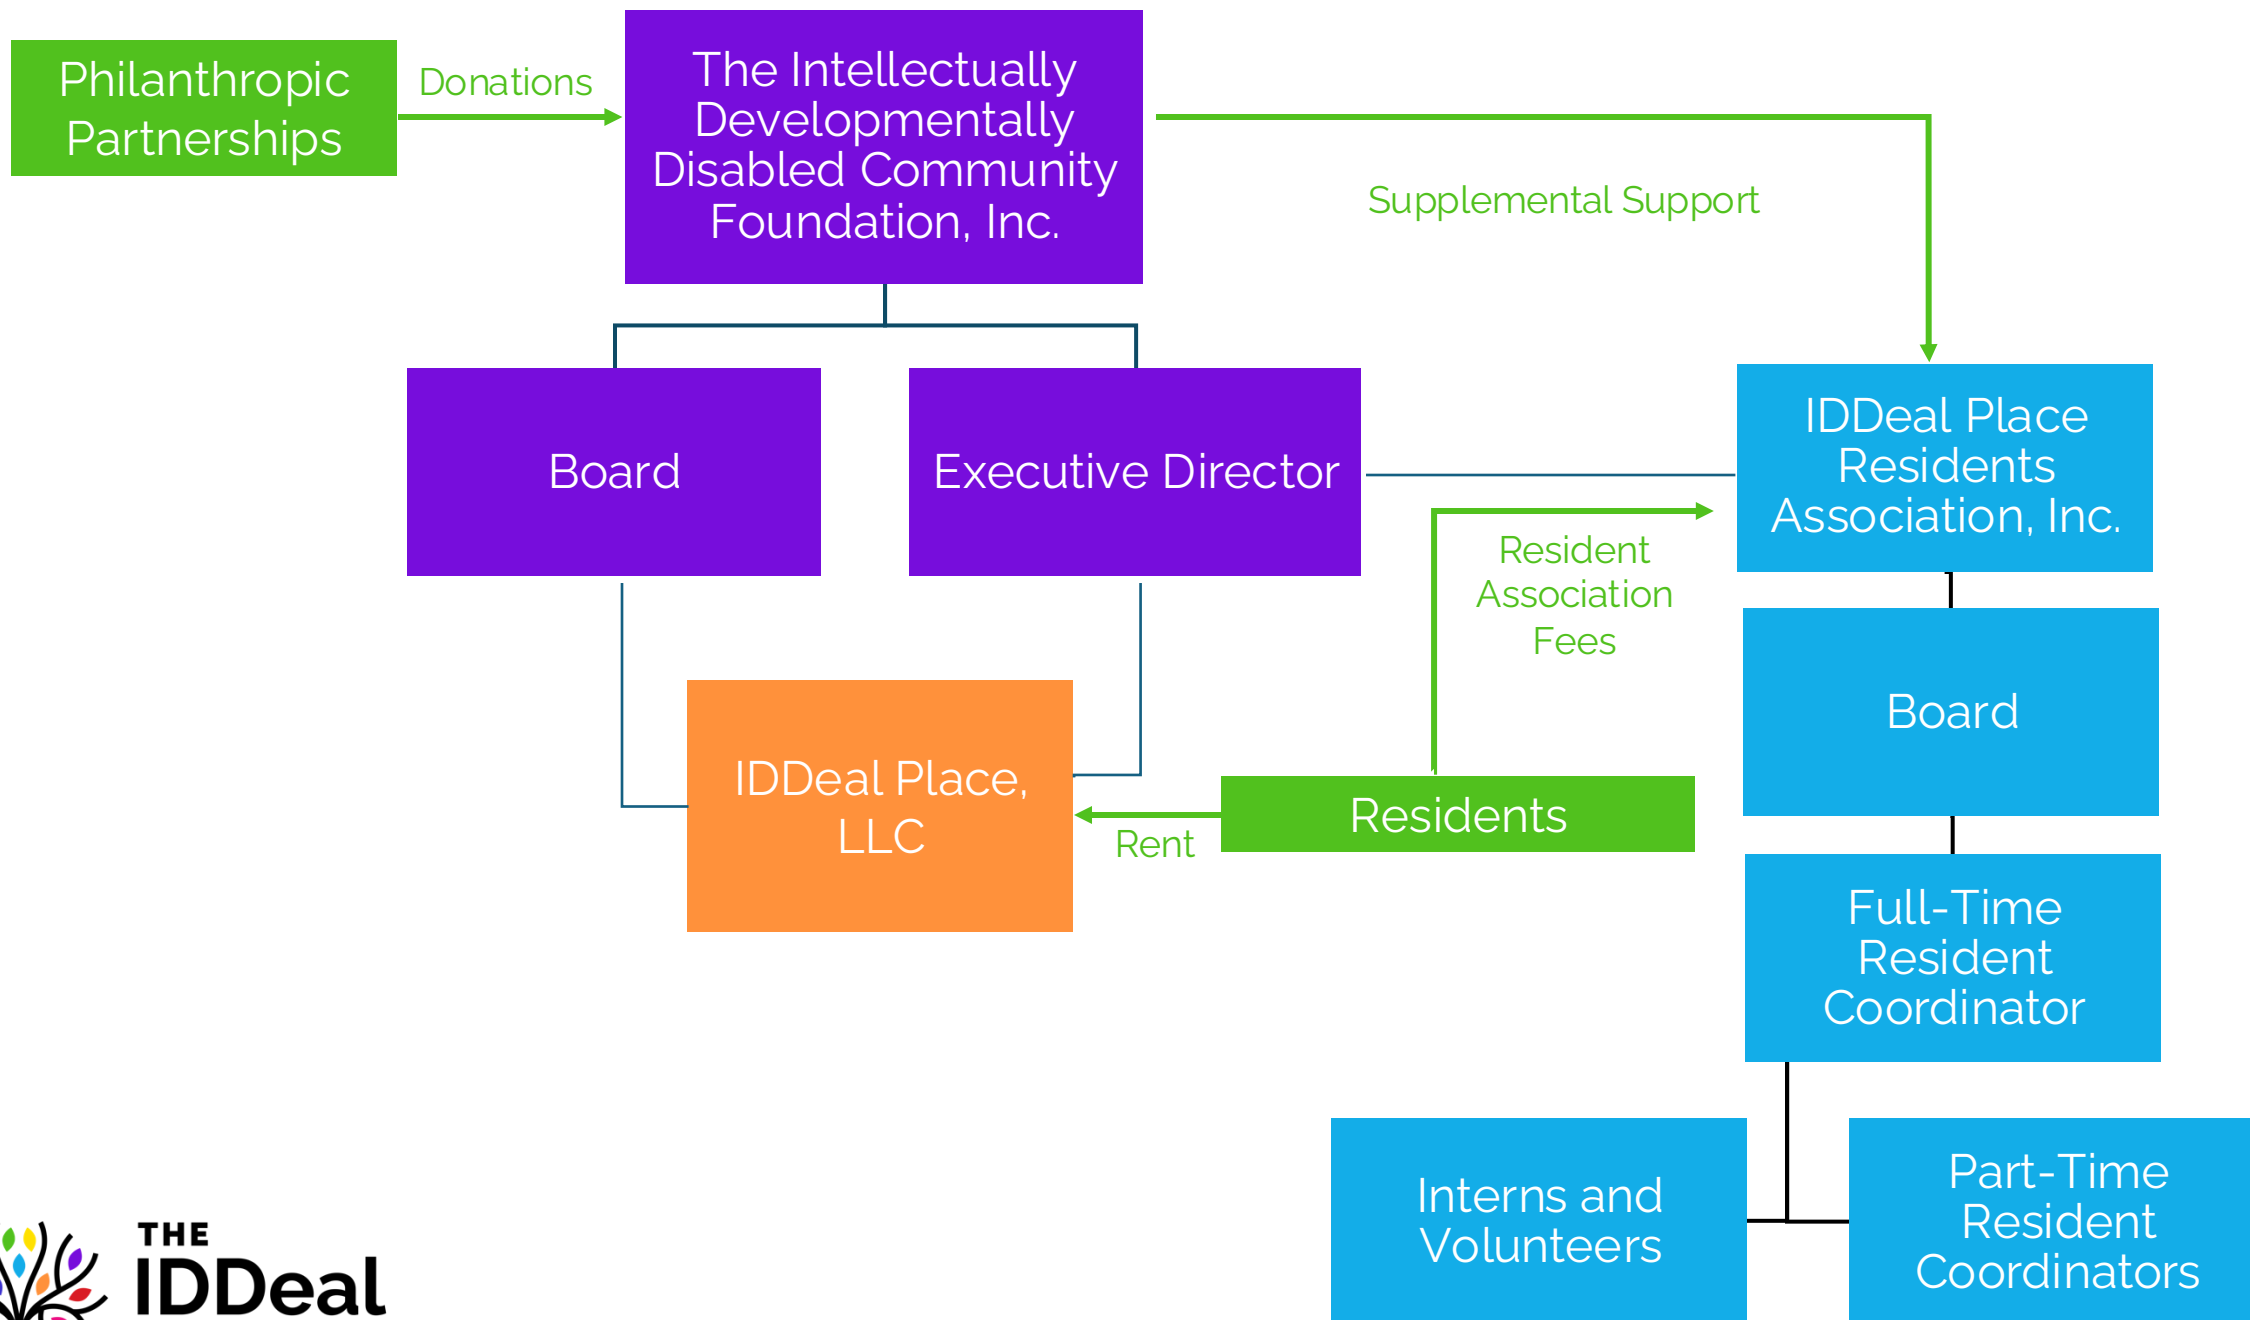 Philanthropic
Partnerships
Donations
The Intellectually
Developmentally
Disabled Community
Foundation, Inc.
Supplemental Support
Board
Executive Director
IDDeal Place
Residents
Association, Inc.
Resident
Association
Fees
Board
IDDeal Place,
LLC
Rent
Residents
Full-Time
Resident
Coordinator
Interns and
Volunteers
Part-Time
Resident
Coordinators
THE
IDDeal